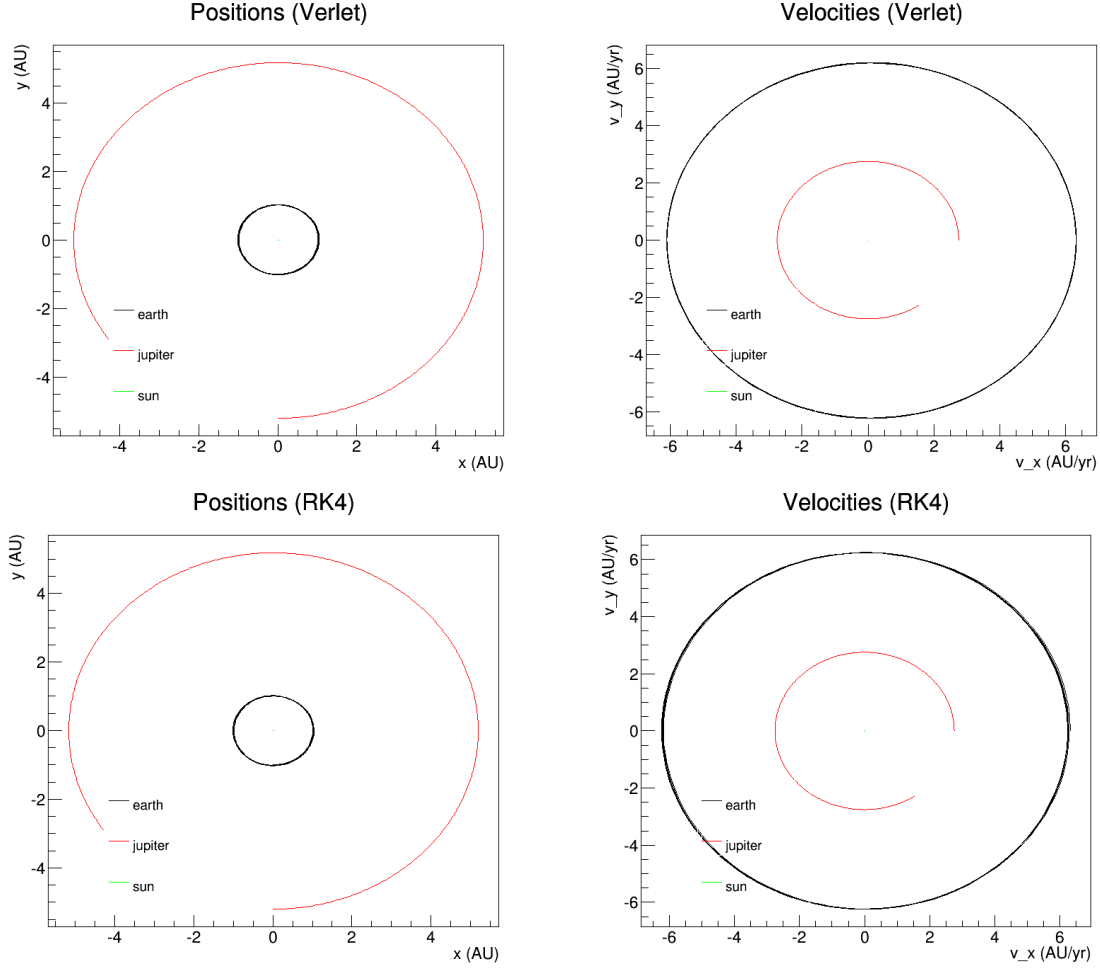 Positions (Verlet)
y (AU)
4
2
0
-2
-4
earth
jupiter
sun
-4 -2 0 2 4
x (AU)
Velocities (Verlet)
v_y (AU/yr)
6
4
2
0
-2
-4
-6
earth
jupiter
sun
-6 -4 -2 0 2 4 6
v_x (AU/yr)
Positions (RK4)
y (AU)
4
2
0
-2
-4
earth
jupiter
sun
-4 -2 0 2 4
x (AU)
Velocities (RK4)
v_y (AU/yr)
6
4
2
0
-2
-4
-6
earth
jupiter
sun
-6 -4 -2 0 2 4 6
v_x (AU/yr)